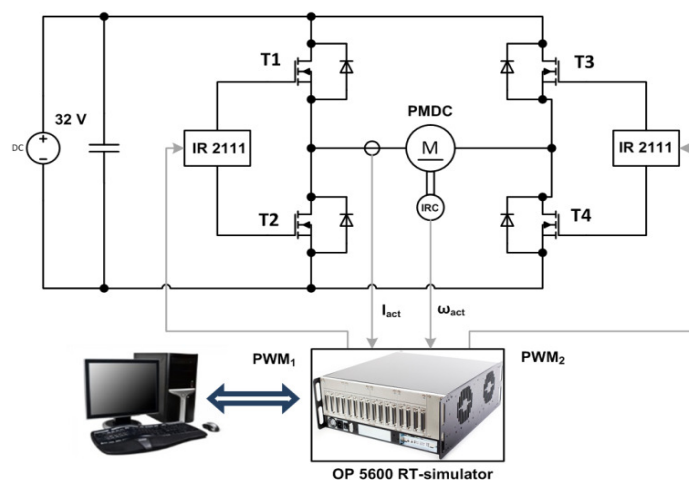 T1
T3
32 V
PMDC
DC
IR 2111
M
IR 2111
T2
IRC
T4
Iact
ωact
PWM1
PWM2
OP 5600 RT-simulator